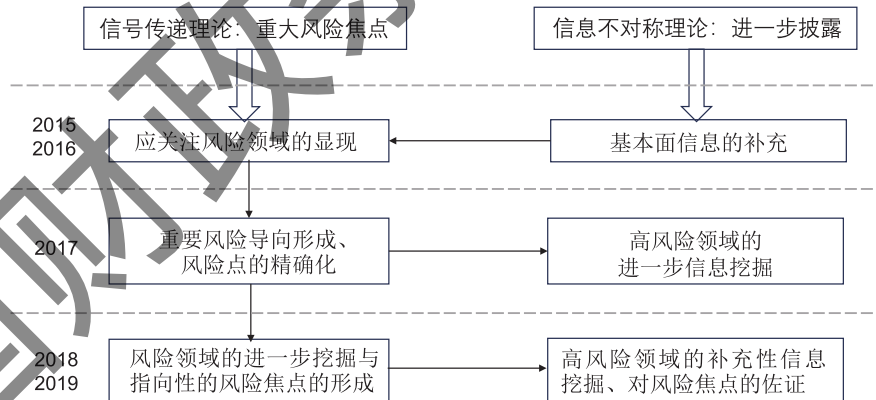 信号传递理论：重大风险焦点
信息不对称理论：进一步披露
2015
2016
应关注风险领域的显现
基本面信息的补充
2017
重要风险导向形成、
风险点的精确化
高风险领域的
进一步信息挖掘
2018
2019
风险领域的进一步挖掘与
指向性的风险焦点的形成
高风险领域的补充性信息
挖掘、对风险焦点的佐证